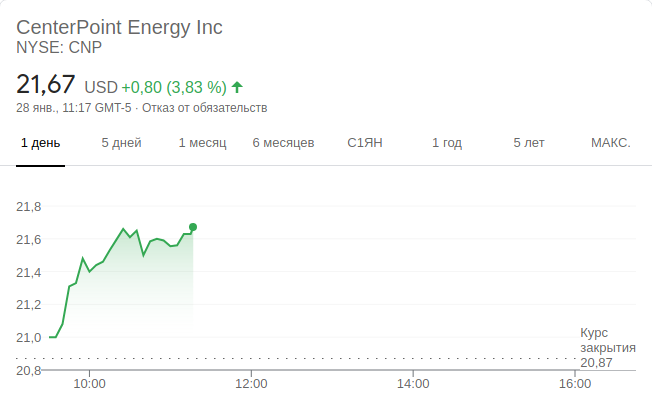 CenterPoint Energy Inc
NYSE: CNP
21,67 USD +0,80 (3,83 %)
28 янв., 11:17 GMT-5 · Отказ от обязательств
1 день 5 дней 1 месяц 6 месяцев С1ЯН 1 год 5 лет МАКС.
21,8
21,6
21,4
21,2
21,0
Курс
закрытия
20,87
20,8
10:00 12:00 14:00 16:00